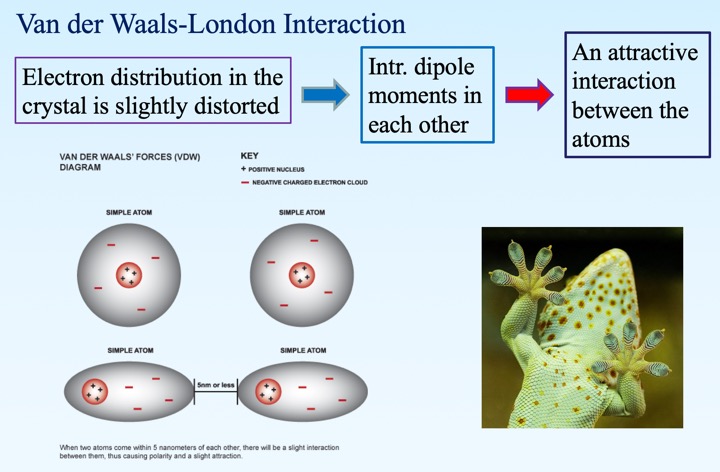 Van der Waals-London Interaction
Electron distribution in the
crystal is slightly distorted
Intr. dipole
moments in
each other
An attractive
interaction
between the
atoms
VAN DER WAALS' FORCES (VDW)
DIAGRAM
KEY
+ POSITIVE NUCLEUS
− NEGATIVE CHARGED ELECTRON CLOUD
SIMPLE ATOM
SIMPLE ATOM
SIMPLE ATOM
SIMPLE ATOM
5nm or less
When two atoms come within 5 nanometers of each other, there will be a slight interaction
between them, thus causing polarity and a slight attraction.